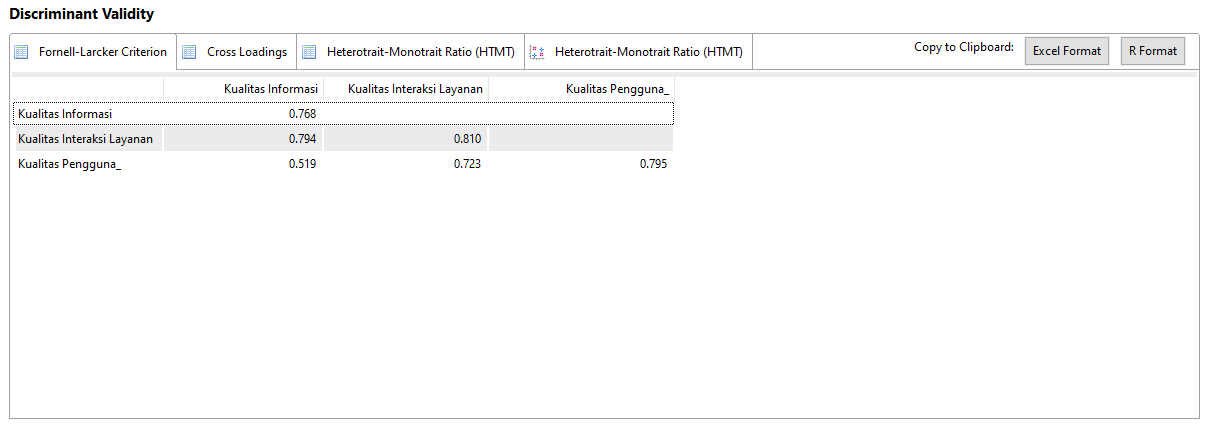 Discriminant Validity
Fornell-Larcker Criterion Cross Loadings Heterotrait-Monotrait Ratio (HTMT) Heterotrait-Monotrait Ratio (HTMT) Copy to Clipboard: Excel Format R Format
Kualitas Informasi Kualitas Interaksi Layanan Kualitas Pengguna_
Kualitas Informasi 0.768
Kualitas Interaksi Layanan 0.794 0.810
Kualitas Pengguna_ 0.519 0.723 0.795